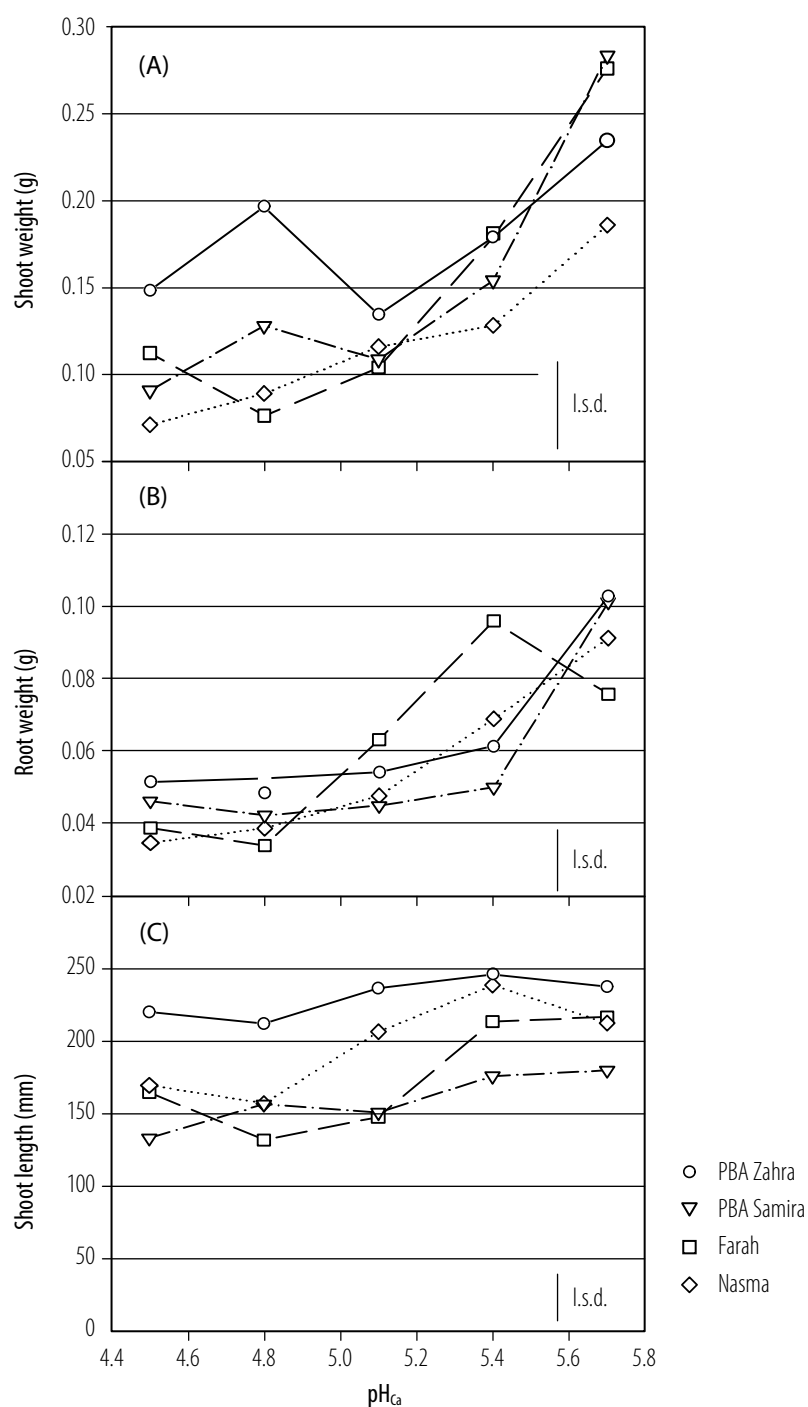 (A)
Shoot weight (g)
0.30
0.25
0.20
0.15
0.10
0.05
l.s.d.
(B)
Root weight (g)
0.12
0.10
0.08
0.06
0.04
0.02
l.s.d.
(C)
Shoot length (mm)
250
200
150
100
50
0
l.s.d.
4.4 4.6 4.8 5.0 5.2 5.4 5.6 5.8
pHCa
PBA Zahra
PBA Samira
Farah
Nasma